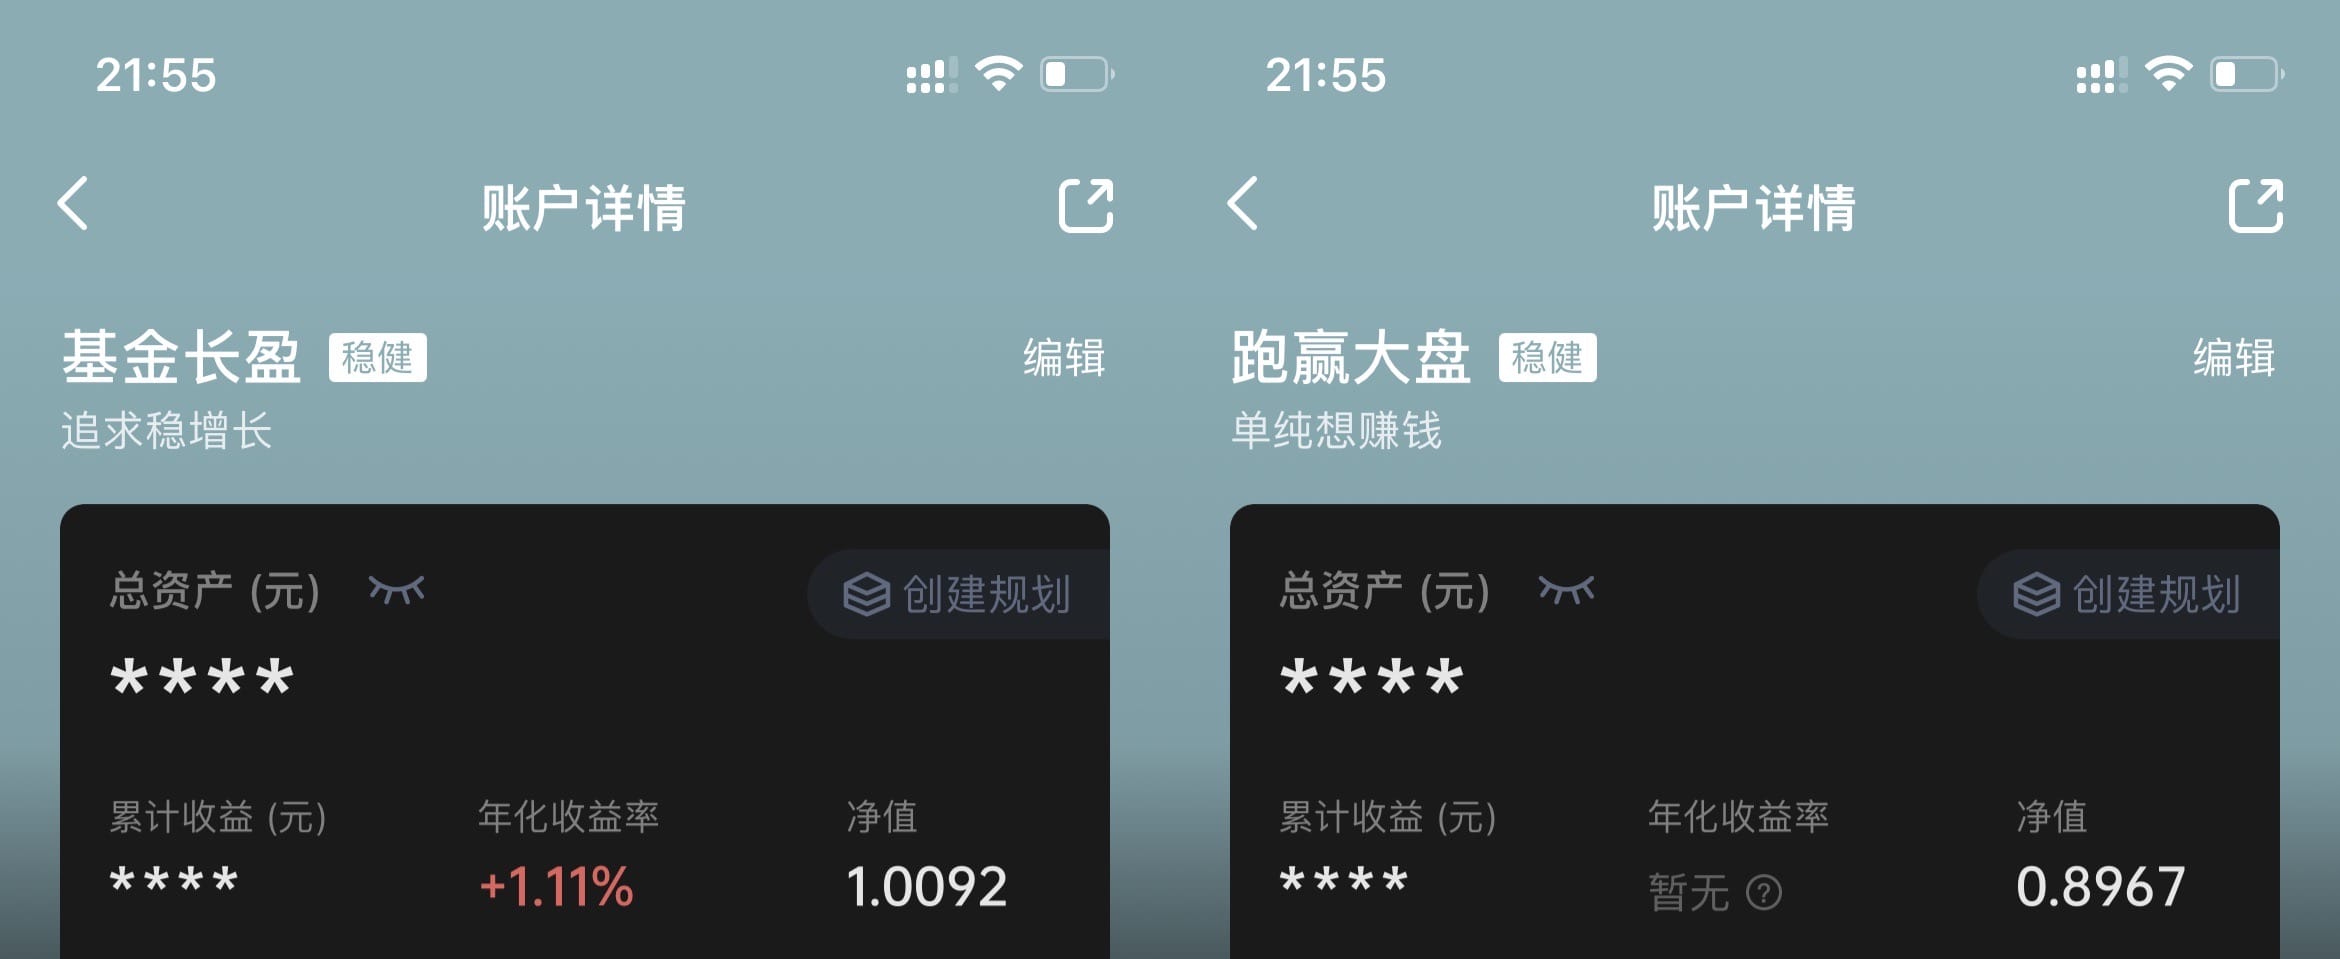 21:55
账户详情
基金长盈 稳健 编辑
追求稳增长
总资产 (元) 创建规划
****
累计收益 (元) 年化收益率 净值
**** +1.11% 1.0092
21:55
账户详情
跑赢大盘 稳健 编辑
单纯想赚钱
总资产 (元) 创建规划
****
累计收益 (元) 年化收益率 净值
**** 暂无 ? 0.8967